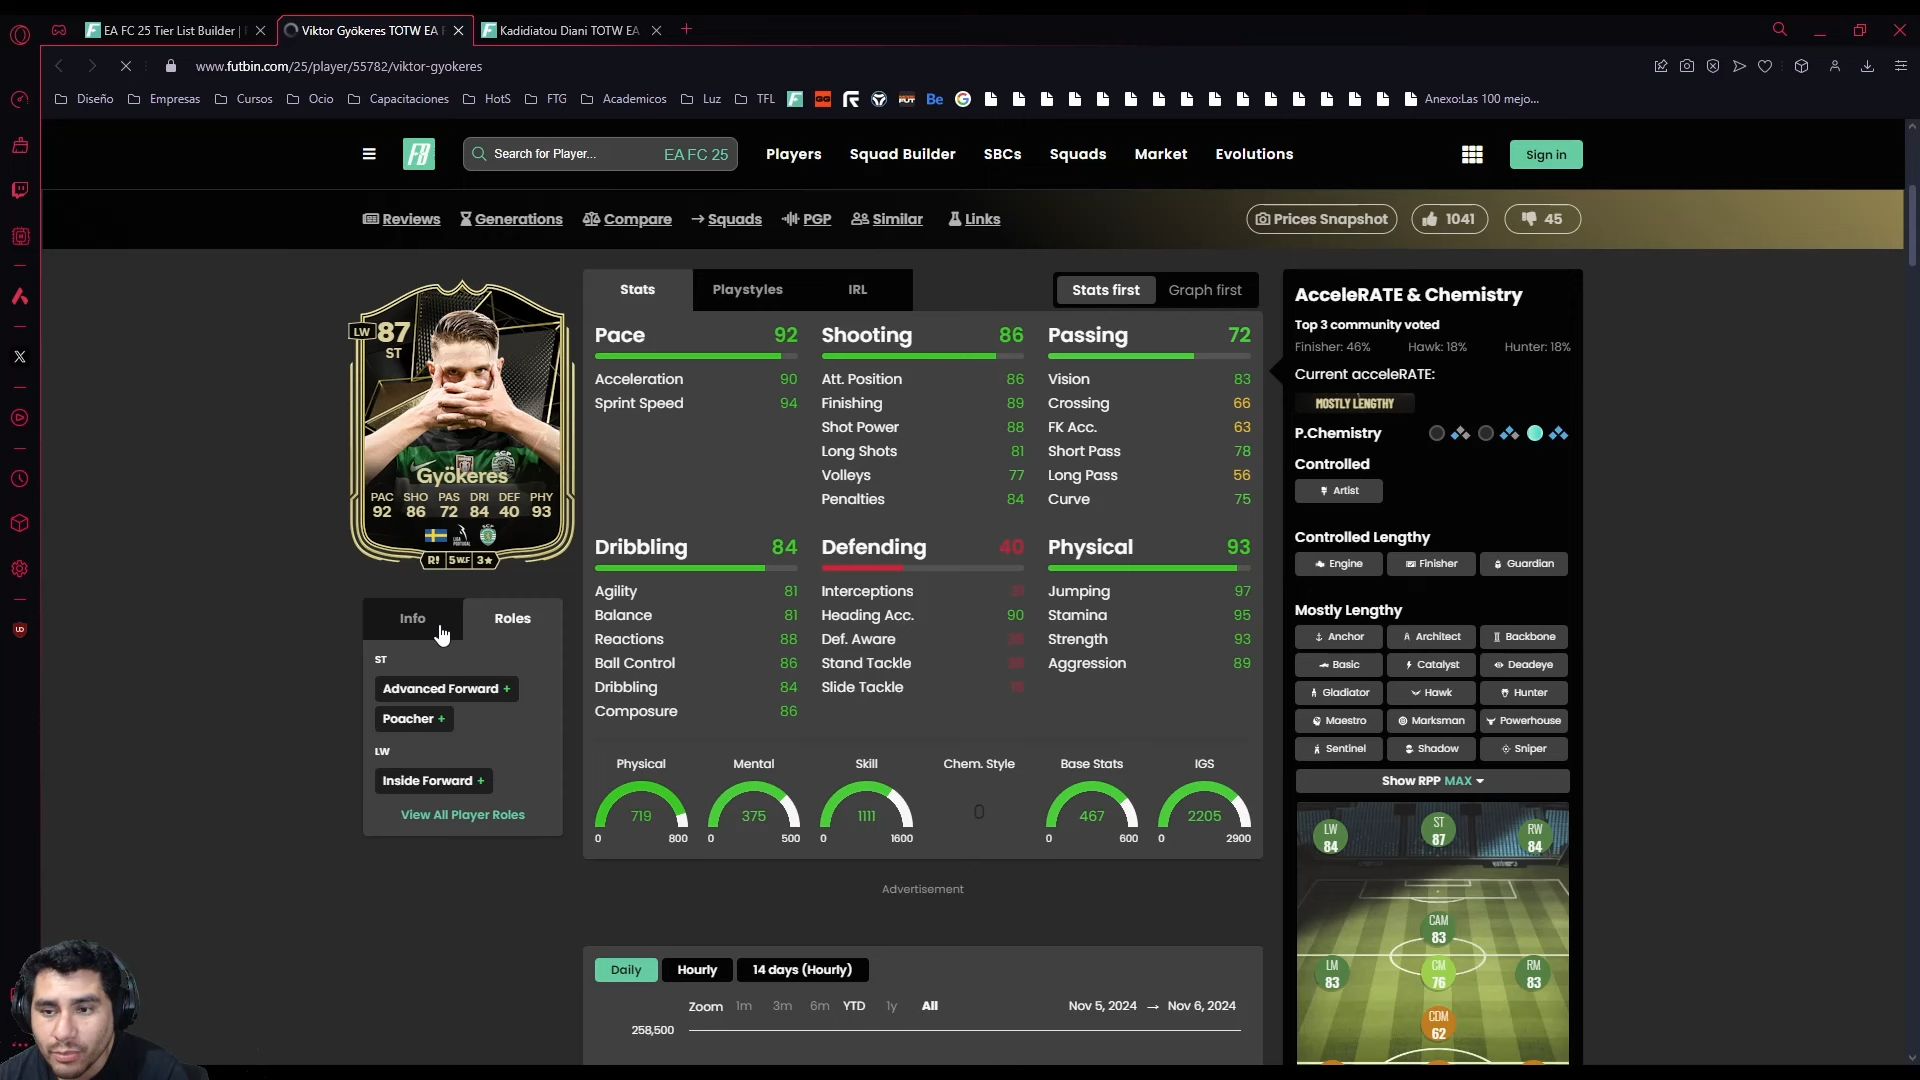 EA FC 25 Tier List Builder |
Viktor Gyökeres TOTW EA F
Kadidiatou Diani TOTW EA
www.futbin.com/25/player/55782/viktor-gyokeres
Diseño Empresas Cursos Ocio Capacitaciones HotS FTG Academicos Luz TFL Be Anexo:Las 100 mejo...
Search for Player... EA FC 25
Players Squad Builder SBCs Squads Market Evolutions
Sign in
Reviews Generations Compare Squads PGP Similar Links
Prices Snapshot 1041 45
LW 87
ST
Gyökeres
PAC SHO PAS DRI DEF PHY
92 86 72 84 40 93
5 W.F 3★
Info Roles
ST
Advanced Forward +
Poacher +
LW
Inside Forward +
View All Player Roles
Stats Playstyles IRL
Stats first Graph first
Pace 92
Acceleration 90
Sprint Speed 94
Shooting 86
Att. Position 86
Finishing 89
Shot Power 88
Long Shots 81
Volleys 77
Penalties 84
Passing 72
Vision 83
Crossing 66
FK Acc. 63
Short Pass 78
Long Pass 56
Curve 75
Dribbling 84
Agility 81
Balance 81
Reactions 88
Ball Control 86
Dribbling 84
Composure 86
Defending 40
Interceptions
Heading Acc. 90
Def. Aware
Stand Tackle
Slide Tackle
Physical 93
Jumping 97
Stamina 95
Strength 93
Aggression 89
Physical Mental Skill Chem. Style Base Stats IGS
719 375 1111 0 467 2205
0 800 0 500 0 1600 0 600 0 2900
Advertisement
Daily Hourly 14 days (Hourly)
Zoom 1m 3m 6m YTD 1y All
Nov 5, 2024 → Nov 6, 2024
258,500
AcceleRATE & Chemistry
Top 3 community voted
Finisher: 46% Hawk: 18% Hunter: 18%
Current acceleRATE:
MOSTLY LENGTHY
P.Chemistry
Controlled
Artist
Controlled Lengthy
Engine Finisher Guardian
Mostly Lengthy
Anchor Architect Backbone
Basic Catalyst Deadeye
Gladiator Hawk Hunter
Maestro Marksman Powerhouse
Sentinel Shadow Sniper
Show RPP MAX
LW 84
ST 87
RW 84
CAM 83
LM 83
CM 76
RM 83
CDM 62